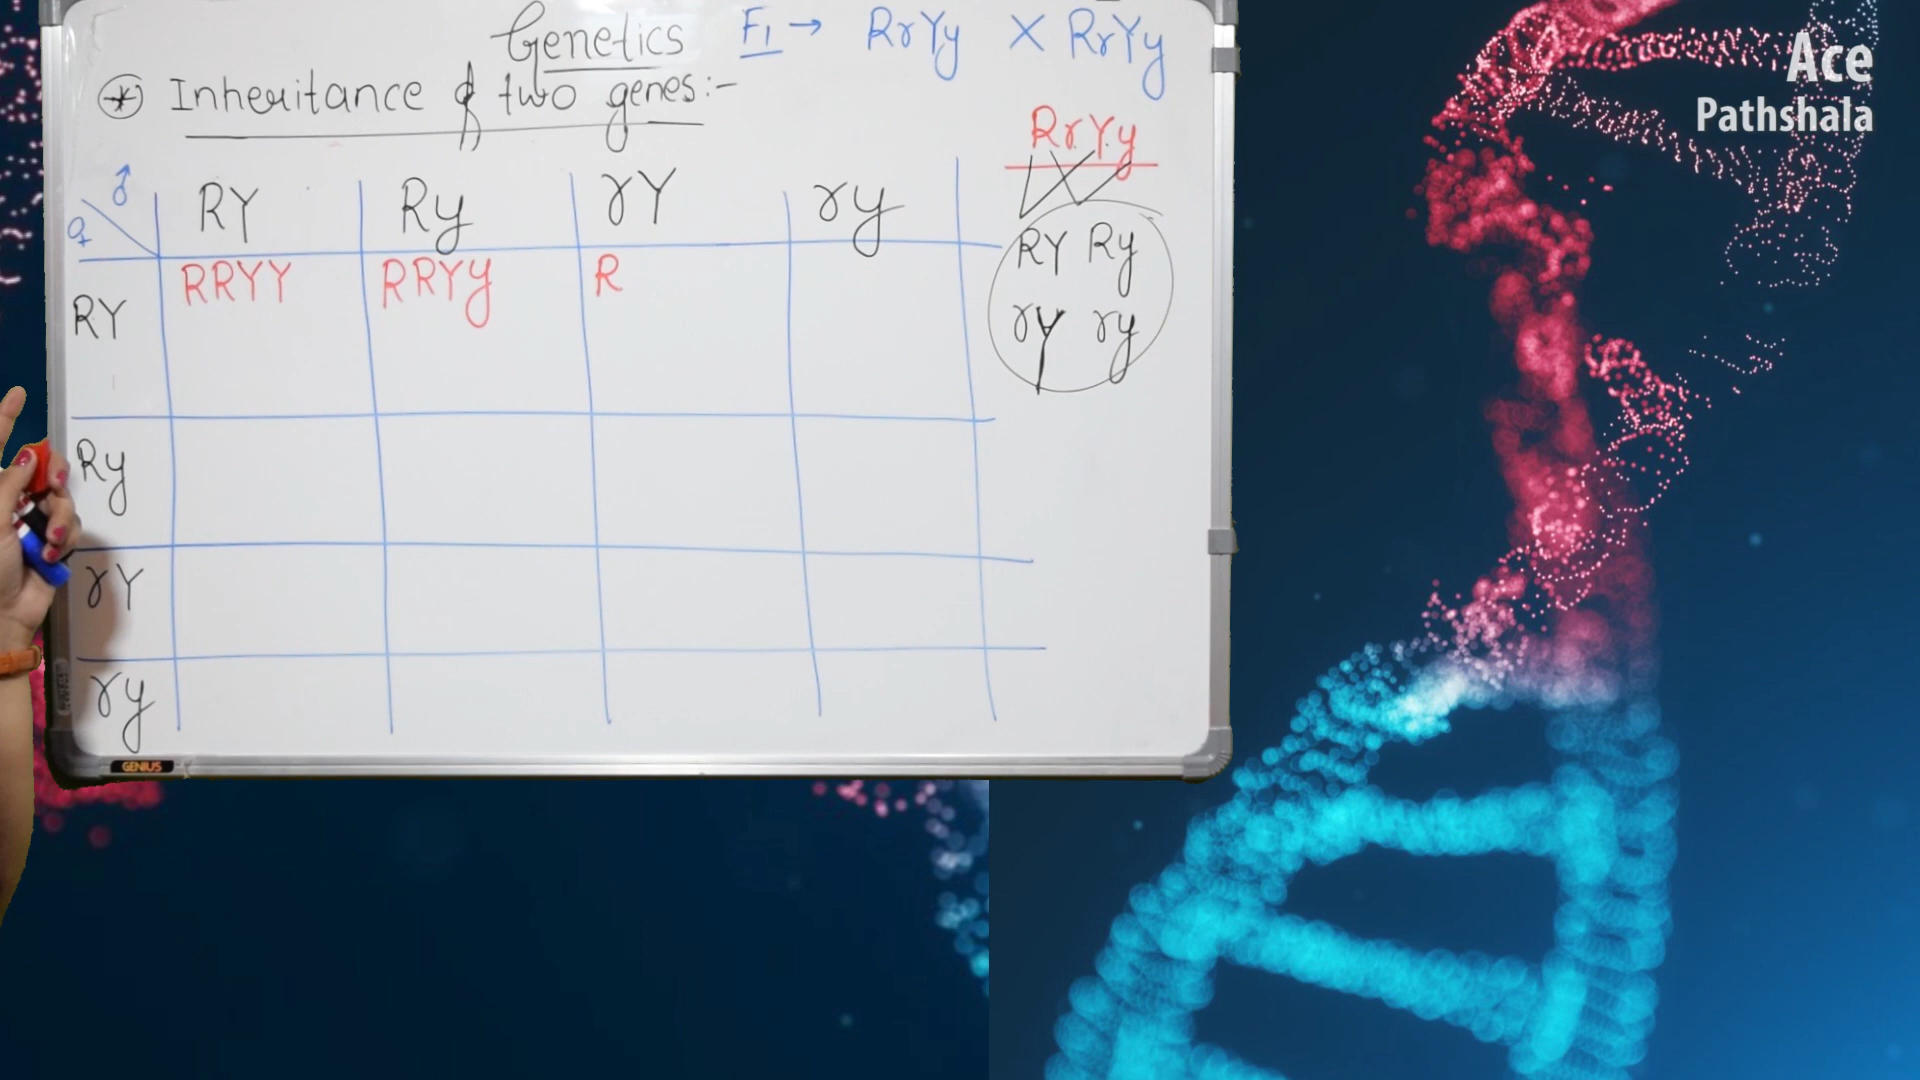 Genetics F1 → RrYy X RrYy
* Inheritance of two genes:-
Ace
Pathshala
RrYy
♂ RY Ry rY ry
♀
RY Ry
rY ry
RY RRYY RRYy R
Ry
rY
ry
GENIUS